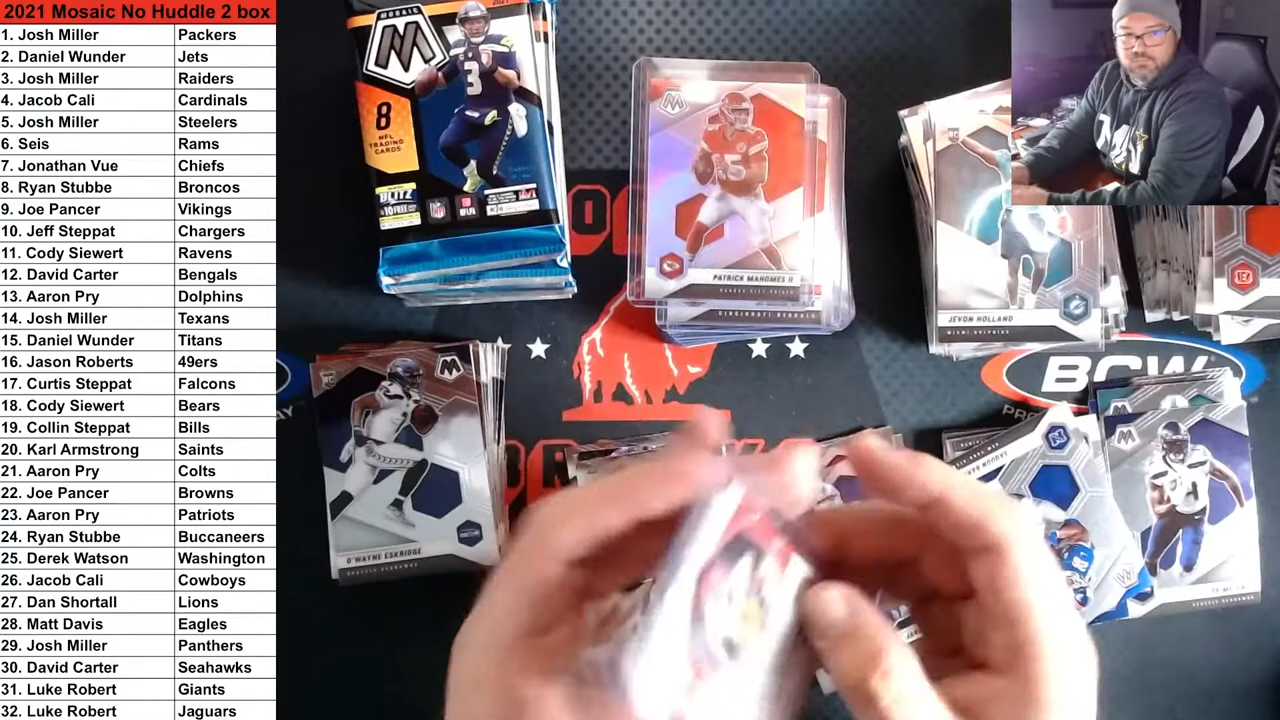 2021 Mosaic No Huddle 2 box
1. Josh Miller Packers
2. Daniel Wunder Jets
3. Josh Miller Raiders
4. Jacob Cali Cardinals
5. Josh Miller Steelers
6. Seis Rams
7. Jonathan Vue Chiefs
8. Ryan Stubbe Broncos
9. Joe Pancer Vikings
10. Jeff Steppat Chargers
11. Cody Siewert Ravens
12. David Carter Bengals
13. Aaron Pry Dolphins
14. Josh Miller Texans
15. Daniel Wunder Titans
16. Jason Roberts 49ers
17. Curtis Steppat Falcons
18. Cody Siewert Bears
19. Collin Steppat Bills
20. Karl Armstrong Saints
21. Aaron Pry Colts
22. Joe Pancer Browns
23. Aaron Pry Patriots
24. Ryan Stubbe Buccaneers
25. Derek Watson Washington
26. Jacob Cali Cowboys
27. Dan Shortall Lions
28. Matt Davis Eagles
29. Josh Miller Panthers
30. David Carter Seahawks
31. Luke Robert Giants
32. Luke Robert Jaguars
MOSAIC
M
8
NFL
TRADING
CARDS
BLITZ
3
15
PATRICK MAHOMES II
KANSAS CITY CHIEFS
CINCINNATI BENGALS
RC
JEVON HOLLAND
MIAMI DOLPHINS
BCW
RC
D'WAYNE ESKRIDGE
SEATTLE SEAHAWKS
SEATTLE SEAHAWKS